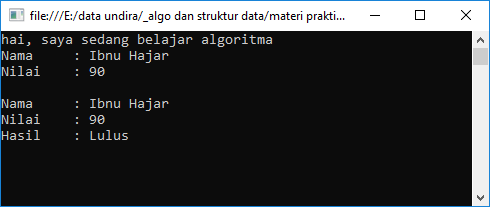 file:///E:/data undira/_algo dan struktur data/materi prakti...
hai, saya sedang belajar algoritma
Nama     : Ibnu Hajar
Nilai    : 90

Nama     : Ibnu Hajar
Nilai    : 90
Hasil    : Lulus